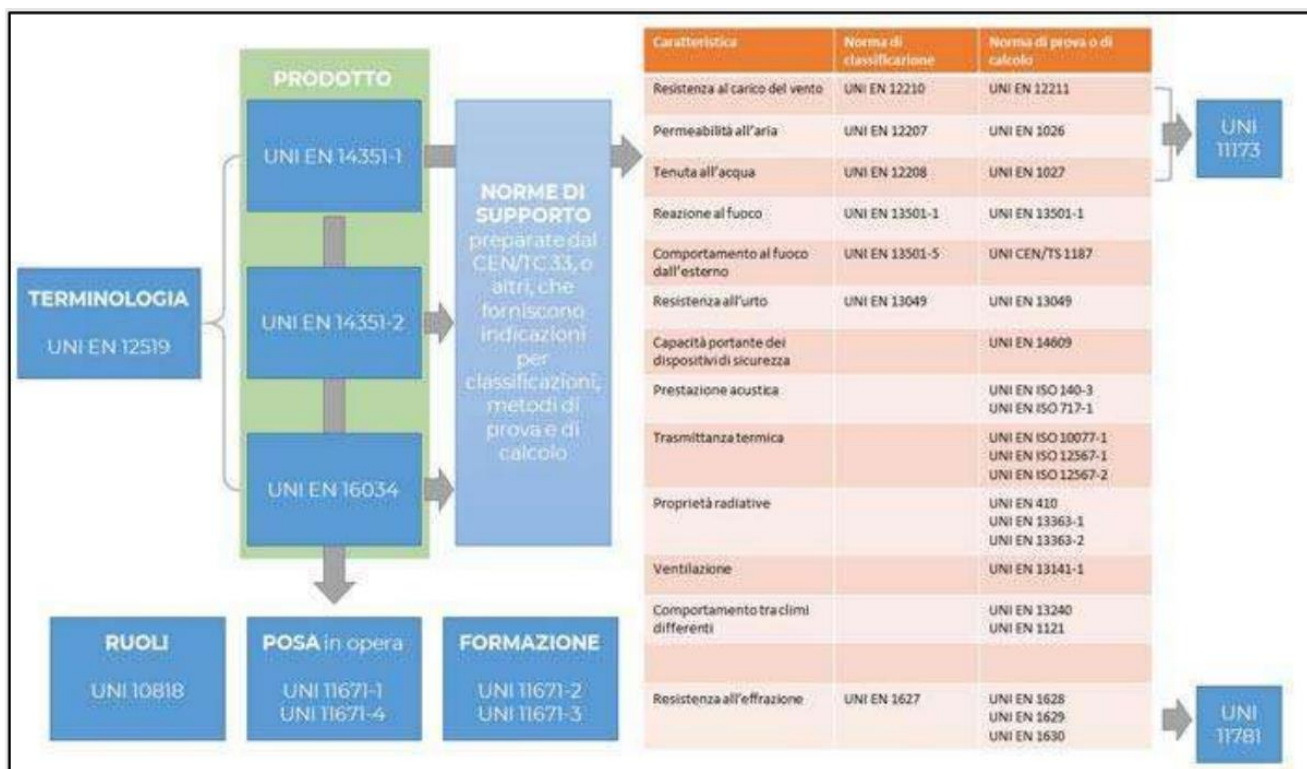 PRODOTTO
UNI EN 14351-1
UNI EN 14351-2
UNI EN 16034
TERMINOLOGIA
UNI EN 12519
NORME DI
SUPPORTO
preparate dal
CEN/TC 33, o
altri, che
forniscono
indicazioni
per
classificazioni,
metodi di
prova e di
calcolo
RUOLI
UNI 10818
POSA in opera
UNI 11671-1
UNI 11671-4
FORMAZIONE
UNI 11671-2
UNI 11671-3
Caratteristica Norma di classificazione Norma di prova o di calcolo
Resistenza al carico del vento UNI EN 12210 UNI EN 12211
Permeabilità all'aria UNI EN 12207 UNI EN 1026
Tenuta all'acqua UNI EN 12208 UNI EN 1027
Reazione al fuoco UNI EN 13501-1 UNI EN 13501-1
Comportamento al fuoco dall'esterno UNI EN 13501-5 UNI CEN/TS 1187
Resistenza all'urto UNI EN 13049 UNI EN 13049
Capacità portante dei dispositivi di sicurezza UNI EN 14609
Prestazione acustica UNI EN ISO 140-3
UNI EN ISO 717-1
Trasmittanza termica UNI EN ISO 10077-1
UNI EN ISO 12567-1
UNI EN ISO 12567-2
Proprietà radiative UNI EN 410
UNI EN 13363-1
UNI EN 13363-2
Ventilazione UNI EN 13141-1
Comportamento tra climi differenti UNI EN 13240
UNI EN 1121
Resistenza all'effrazione UNI EN 1627 UNI EN 1628
UNI EN 1629
UNI EN 1630
UNI
11173
UNI
11781